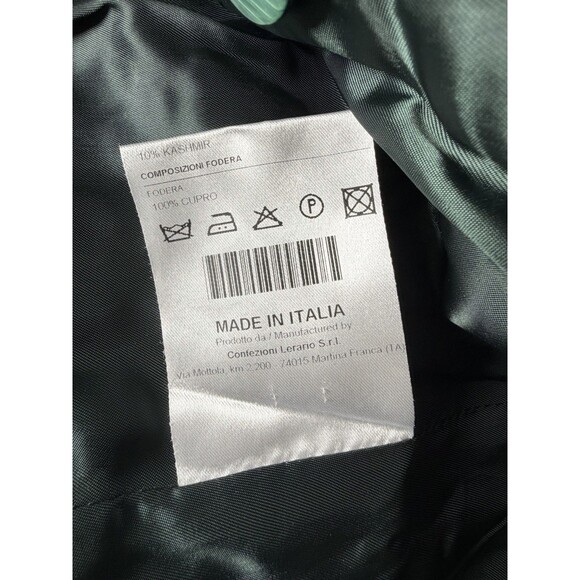 10% KASHMIR
COMPOSIZIONI FODERA
FODERA
100% CUPRO
P
MADE IN ITALIA
Prodotto da / Manufactured by
Confezioni Lerario S.r.l.
Via Mottola, km 2,200 - 74015 Martina Franca (TA)